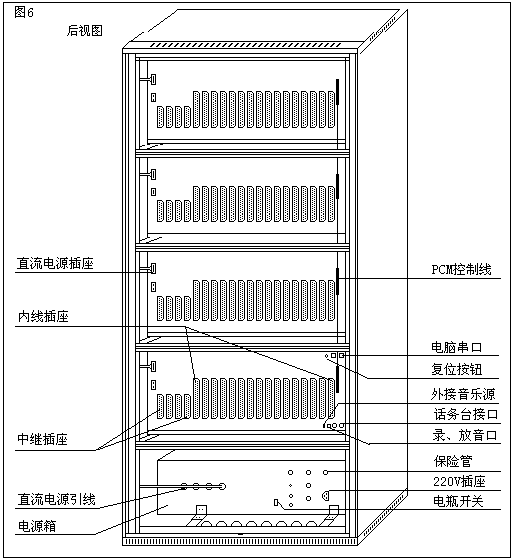 图6
后视图
直流电源插座
PCM控制线
内线插座
电脑串口
复位按钮
外接音乐源
话务台接口
中继插座
录、放音口
保险管
220V插座
直流电源引线
电瓶开关
电源箱